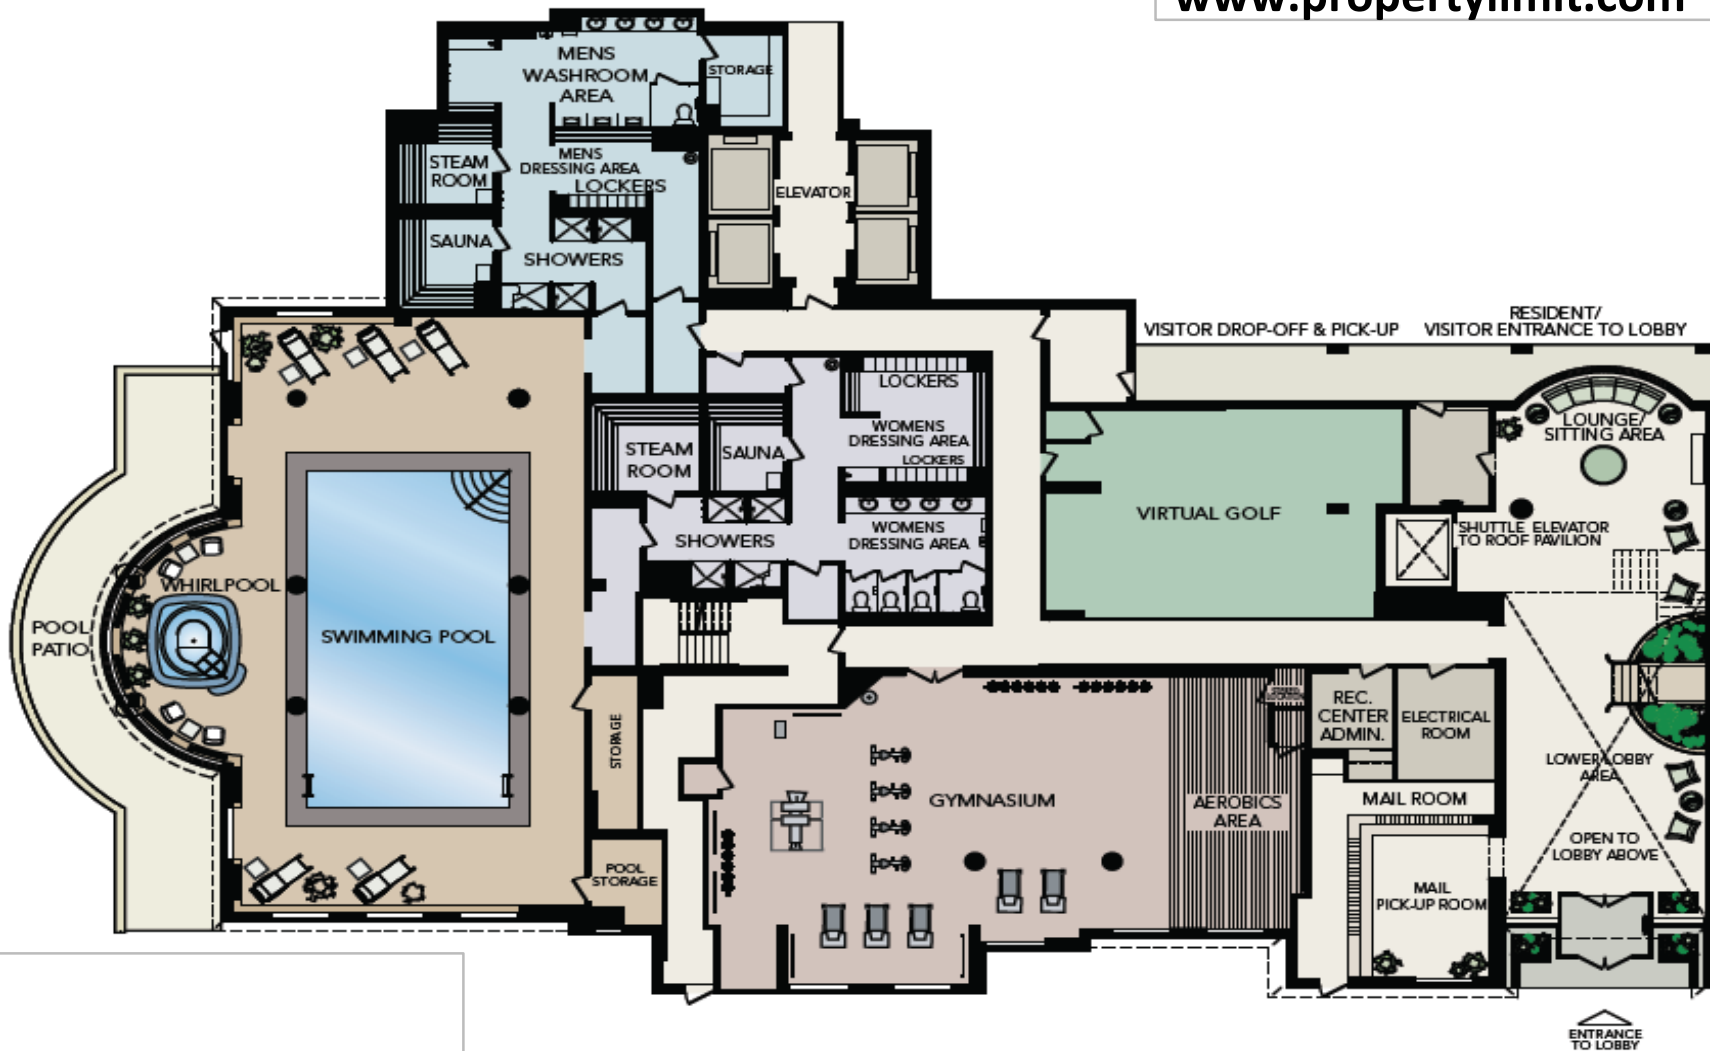 www.propertylimit.com
MENS
WASHROOM
AREA
STORAGE
STEAM
ROOM
MENS
DRESSING AREA
LOCKERS
ELEVATOR
SAUNA
SHOWERS
RESIDENT/
VISITOR DROP-OFF & PICK-UP
VISITOR ENTRANCE TO LOBBY
LOCKERS
WOMENS
DRESSING AREA
LOCKERS
STEAM
ROOM
SAUNA
LOUNGE/
SITTING AREA
VIRTUAL GOLF
SHUTTLE ELEVATOR
TO ROOF PAVILION
WOMENS
DRESSING AREA
SHOWERS
WHIRLPOOL
POOL
PATIO
SWIMMING POOL
STORAGE
REC.
CENTER
ADMIN.
ELECTRICAL
ROOM
LOWER LOBBY
AREA
GYMNASIUM
AEROBICS
AREA
MAIL ROOM
OPEN TO
LOBBY ABOVE
POOL
STORAGE
MAIL
PICK-UP ROOM
ENTRANCE
TO LOBBY